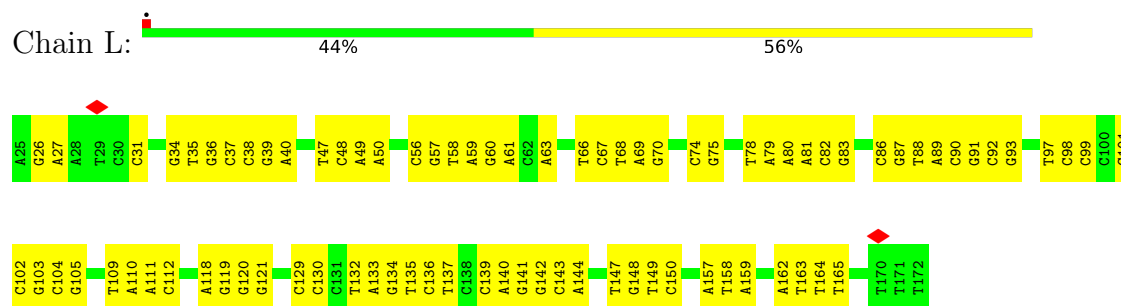 Chain L:
44% 56%
A25 G26 A27 A28 T29 C30 C31 G34 T35 G36 C37 C38 G39 A40 T47 C48 A49 A50 C56 G57 T58 A59 G60 A61 C62 A63 T66 C67 T68 A69 G70 C74 G75 T78 A79 A80 A81 C82 G83 C86 G87 T88 A89 C90 G91 C92 G93 T97 C98 C99 C100
C102 G103 C104 G105 T109 A110 A111 C112 A118 G119 G120 G121 C129 C130 C131 T132 A133 G134 T135 C136 T137 C138 C139 A140 G141 G142 C143 A144 T147 G148 T149 C150 A157 T158 A159 A162 T163 T164 T165 T170 T171 T172